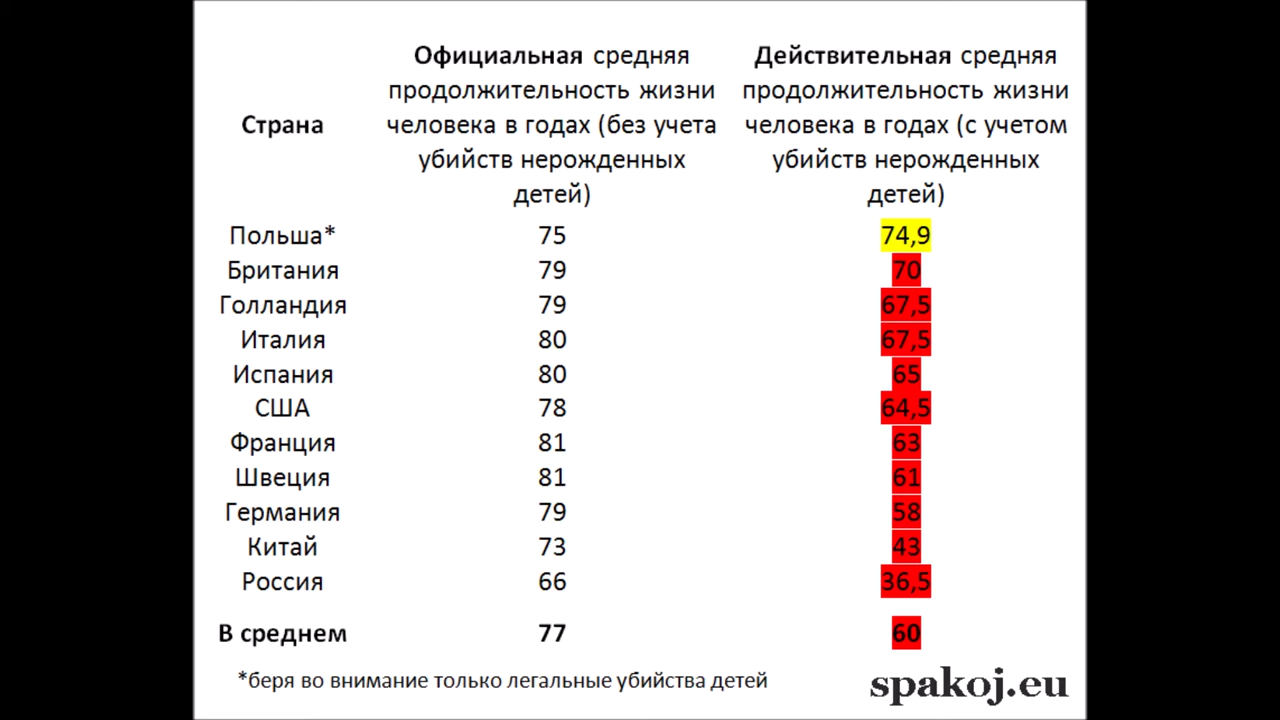 Страна
Официальная средняя
продолжительность жизни
человека в годах (без учета
убийств нерожденных
детей)
Действительная средняя
продолжительность жизни
человека в годах (с учетом
убийств нерожденных
детей)
Польша* 75 74,9
Британия 79 70
Голландия 79 67,5
Италия 80 67,5
Испания 80 65
США 78 64,5
Франция 81 63
Швеция 81 61
Германия 79 58
Китай 73 43
Россия 66 36,5
В среднем 77 60
*беря во внимание только легальные убийства детей
spakoj.eu